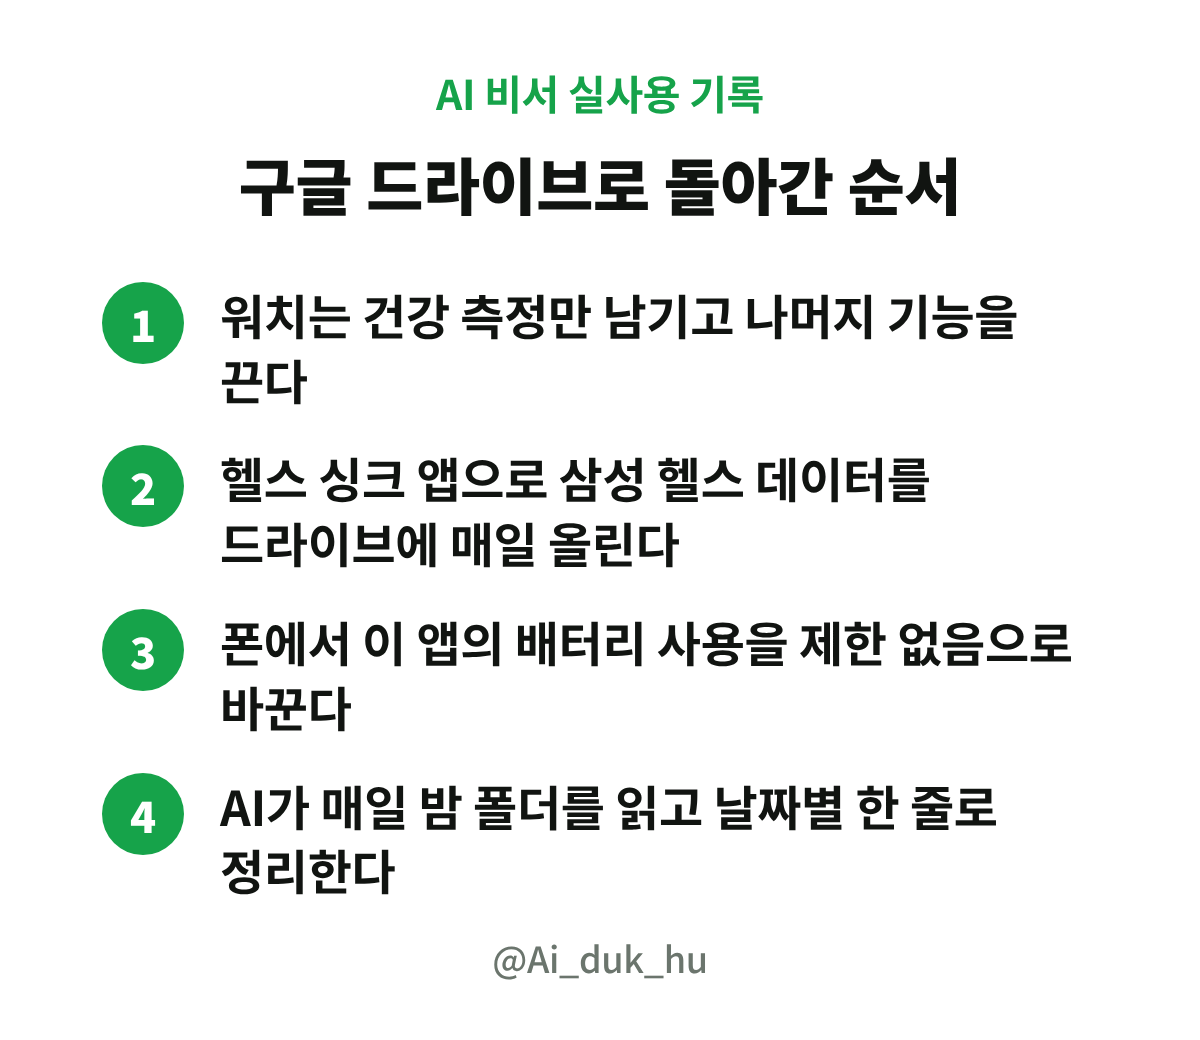 AI 비서 실사용 기록
구글 드라이브로 돌아간 순서
1 워치는 건강 측정만 남기고 나머지 기능을
끈다
2 헬스 싱크 앱으로 삼성 헬스 데이터를
드라이브에 매일 올린다
3 폰에서 이 앱의 배터리 사용을 제한 없음으로
바꾼다
4 AI가 매일 밤 폴더를 읽고 날짜별 한 줄로
정리한다
@Ai_duk_hu